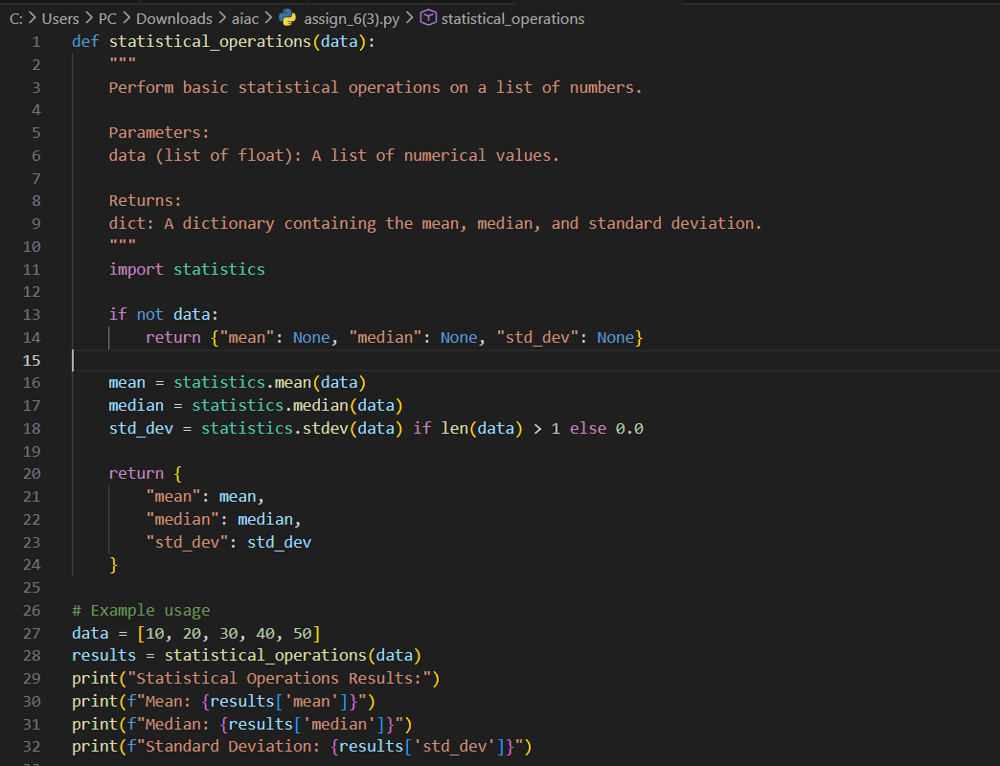 C: > Users > PC > Downloads > aiac > assign_6(3).py > statistical_operations
1 def statistical_operations(data):
2     """
3     Perform basic statistical operations on a list of numbers.
4
5     Parameters:
6     data (list of float): A list of numerical values.
7
8     Returns:
9     dict: A dictionary containing the mean, median, and standard deviation.
10     """
11     import statistics
12
13     if not data:
14         return {"mean": None, "median": None, "std_dev": None}
15
16     mean = statistics.mean(data)
17     median = statistics.median(data)
18     std_dev = statistics.stdev(data) if len(data) > 1 else 0.0
19
20     return {
21         "mean": mean,
22         "median": median,
23         "std_dev": std_dev
24     }
25
26 # Example usage
27 data = [10, 20, 30, 40, 50]
28 results = statistical_operations(data)
29 print("Statistical Operations Results:")
30 print(f"Mean: {results['mean']}")
31 print(f"Median: {results['median']}")
32 print(f"Standard Deviation: {results['std_dev']}")